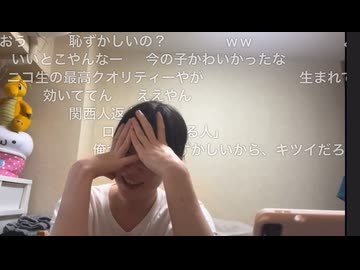 おう 恥ずかしいの？ ｗｗ
いいとこやんなー 今の子かわいかったな
ニコ生の最高クオリティーやが 生まれて
効いててん ええやん
関西人返
る人」
かしいから、キツイだろ